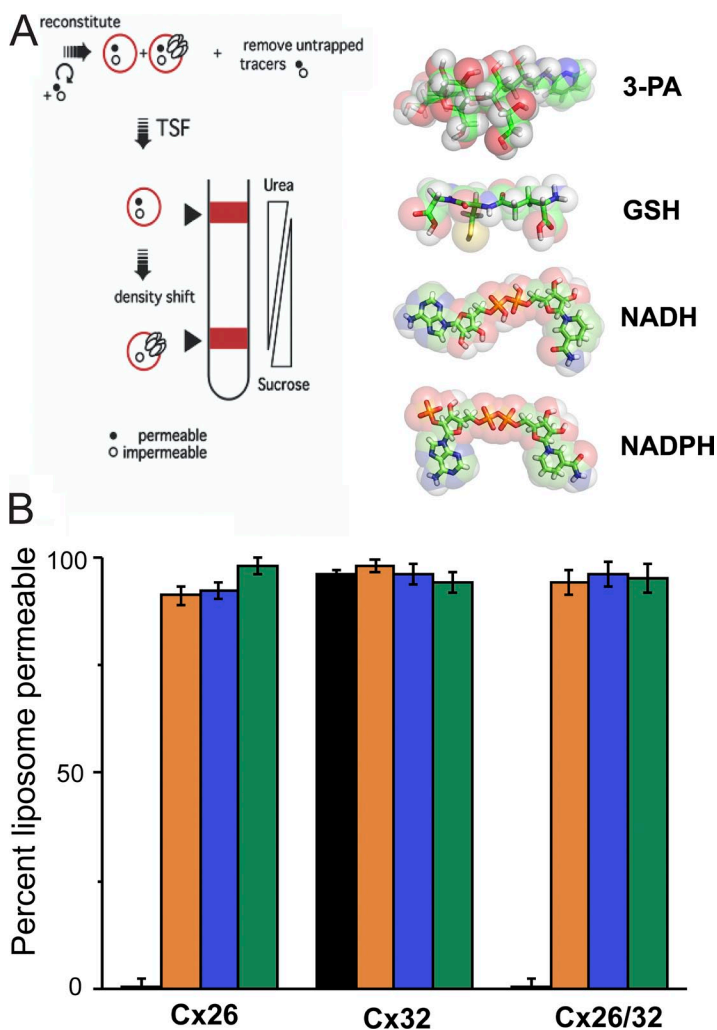 A
reconstitute
+
+
+
remove untrapped
tracers
TSF
Urea
density shift
Sucrose
permeable
impermeable
3-PA
GSH
NADH
NADPH
B
Percent liposome permeable
100
50
0
Cx26
Cx32
Cx26/32